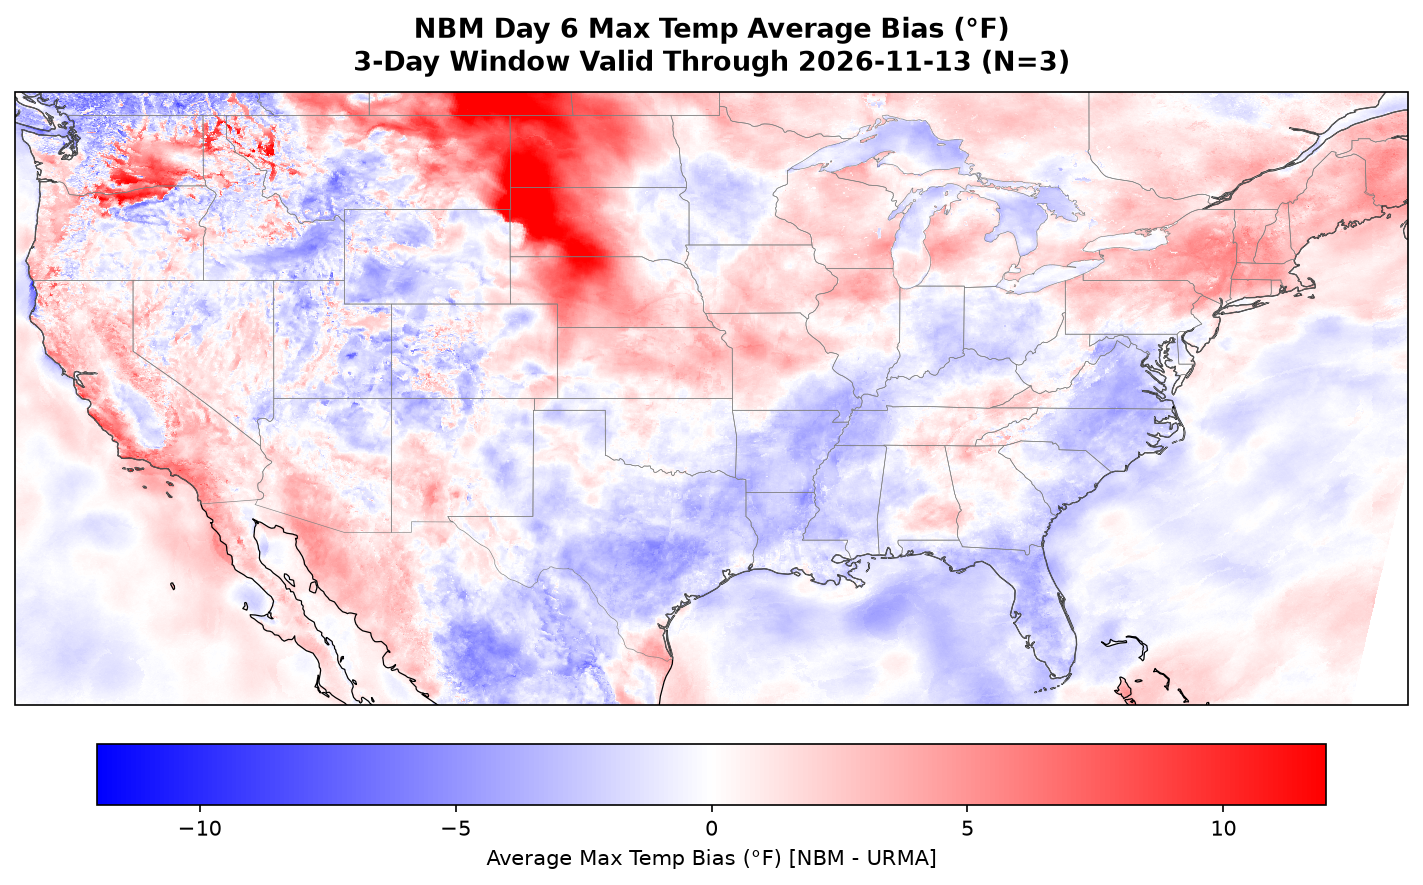 NBM Day 6 Max Temp Average Bias (°F)
3-Day Window Valid Through 2026-11-13 (N=3)
−10 −5 0 5 10
Average Max Temp Bias (°F) [NBM - URMA]